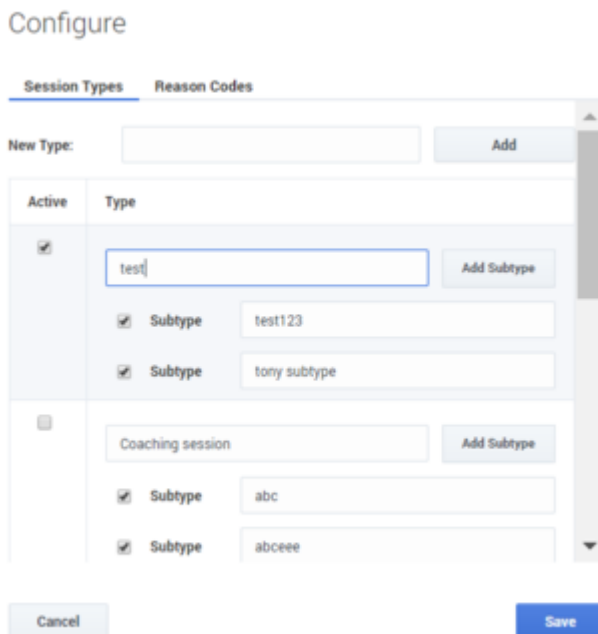 Configure
Session Types Reason Codes
New Type: Add
Active Type
test Add Subtype
Subtype test123
Subtype tony subtype
Coaching session Add Subtype
Subtype abc
Subtype abceee
Cancel Save